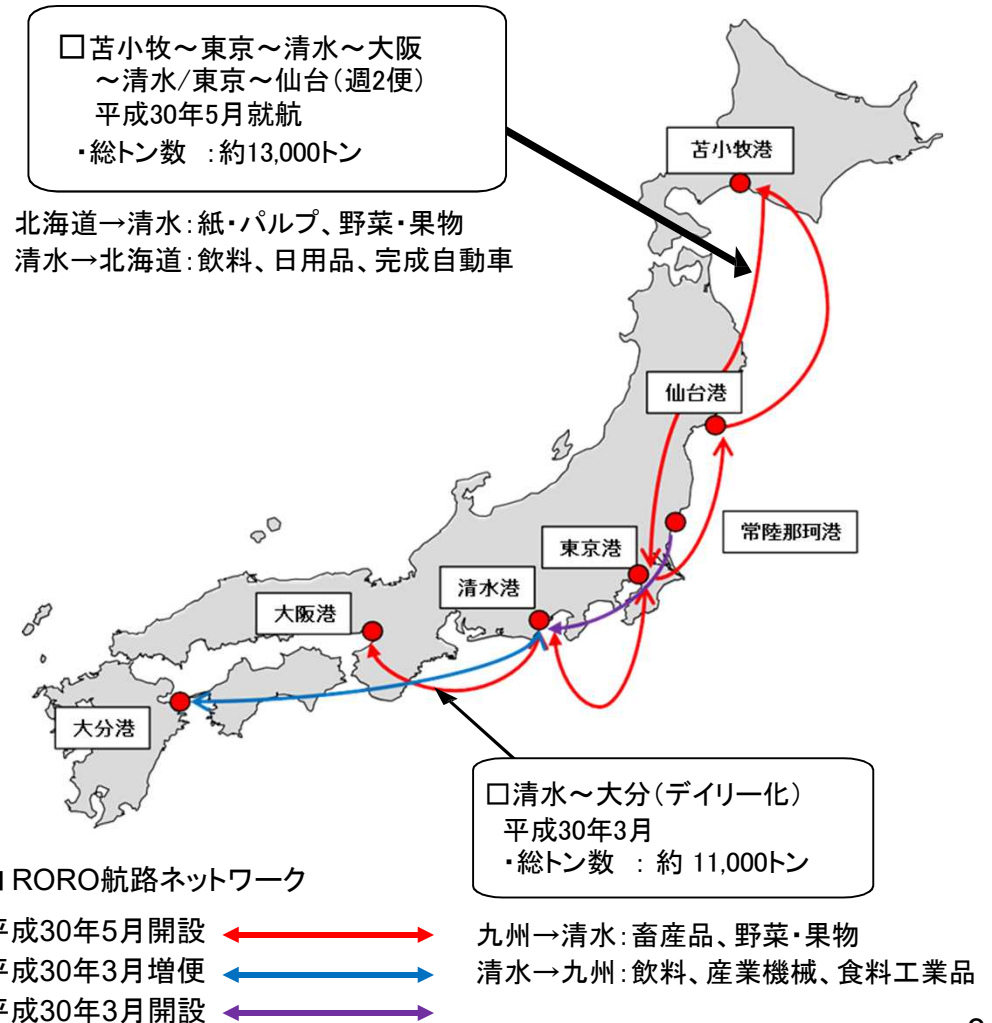 □苫小牧～東京～清水～大阪
～清水/東京～仙台(週2便)
平成30年5月就航
・総トン数 :約13,000トン
北海道→清水:紙・パルプ、野菜・果物
清水→北海道:飲料、日用品、完成自動車
苫小牧港
仙台港
常陸那珂港
東京港
清水港
大阪港
大分港
□清水～大分(デイリー化)
平成30年3月
・総トン数 : 約 11,000トン
RORO航路ネットワーク
平成30年5月開設
平成30年3月増便
平成30年3月開設
九州→清水:畜産品、野菜・果物
清水→九州:飲料、産業機械、食料工業品